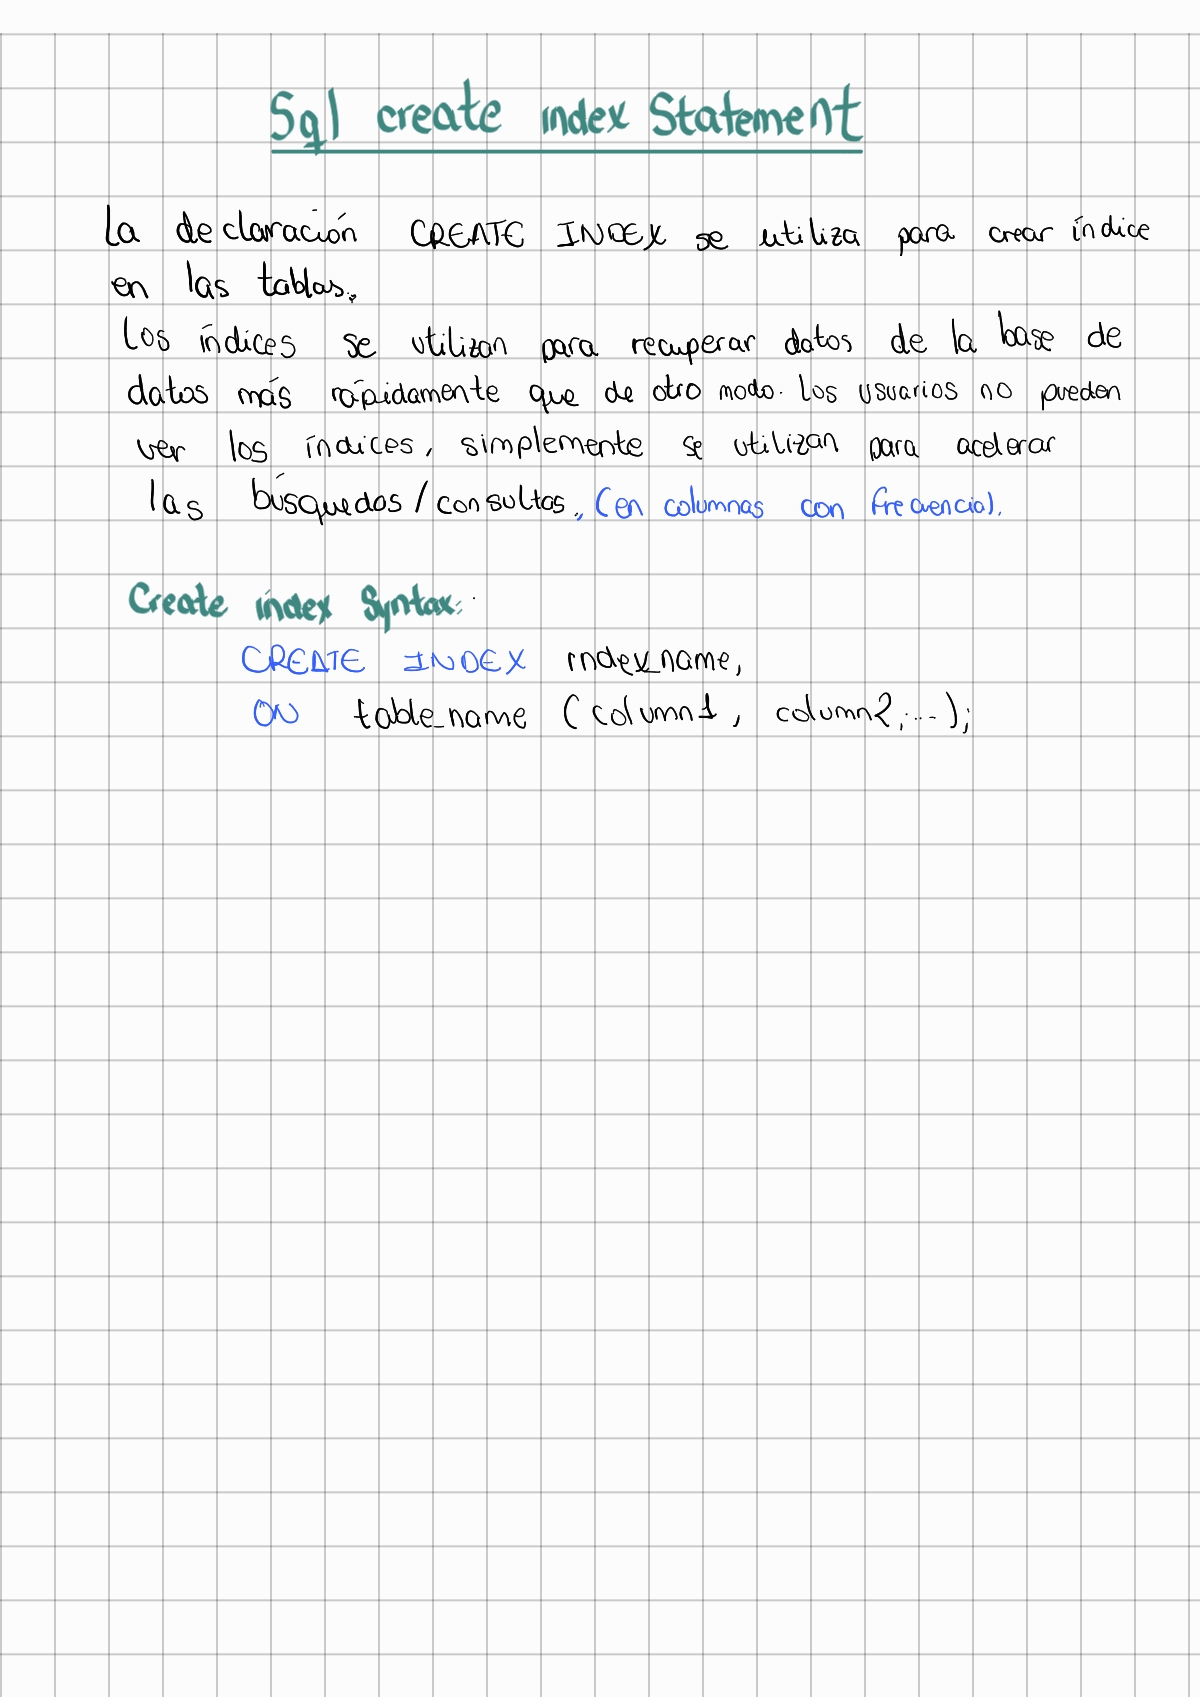 Sql create index Statement
La declaración CREATE INDEX se utiliza para crear índice
en las tablas.
Los índices se utilizan para recuperar datos de la base de
datos más rápidamente que de otro modo. Los usuarios no pueden
ver los índices, simplemente se utilizan para acelerar
las búsquedas/consultas, (en columnas con frecuencia).
Create index Syntax:
CREATE INDEX index_name,
ON table_name (column1, column2,...);